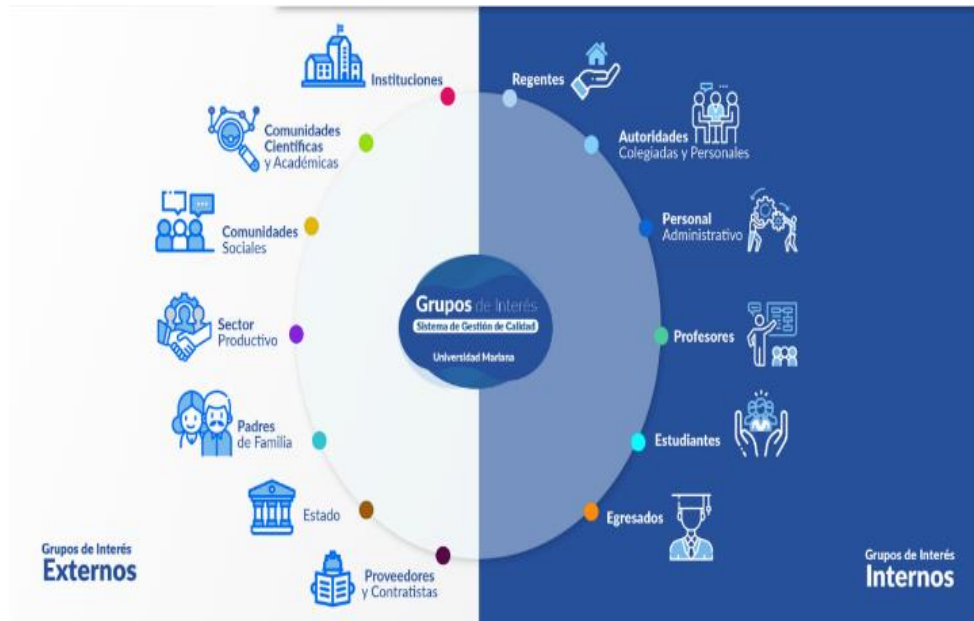 Instituciones
Comunidades
Científicas
y Académicas
Comunidades
Sociales
Sector
Productivo
Padres
de Familia
Estado
Proveedores
y Contratistas
Grupos de Interés
Externos
Grupos de Interés
Sistema de Gestión de Calidad
Universidad Mariana
Regentes
Autoridades
Colegiadas y Personales
Personal
Administrativo
Profesores
Estudiantes
Egresados
Grupos de Interés
Internos